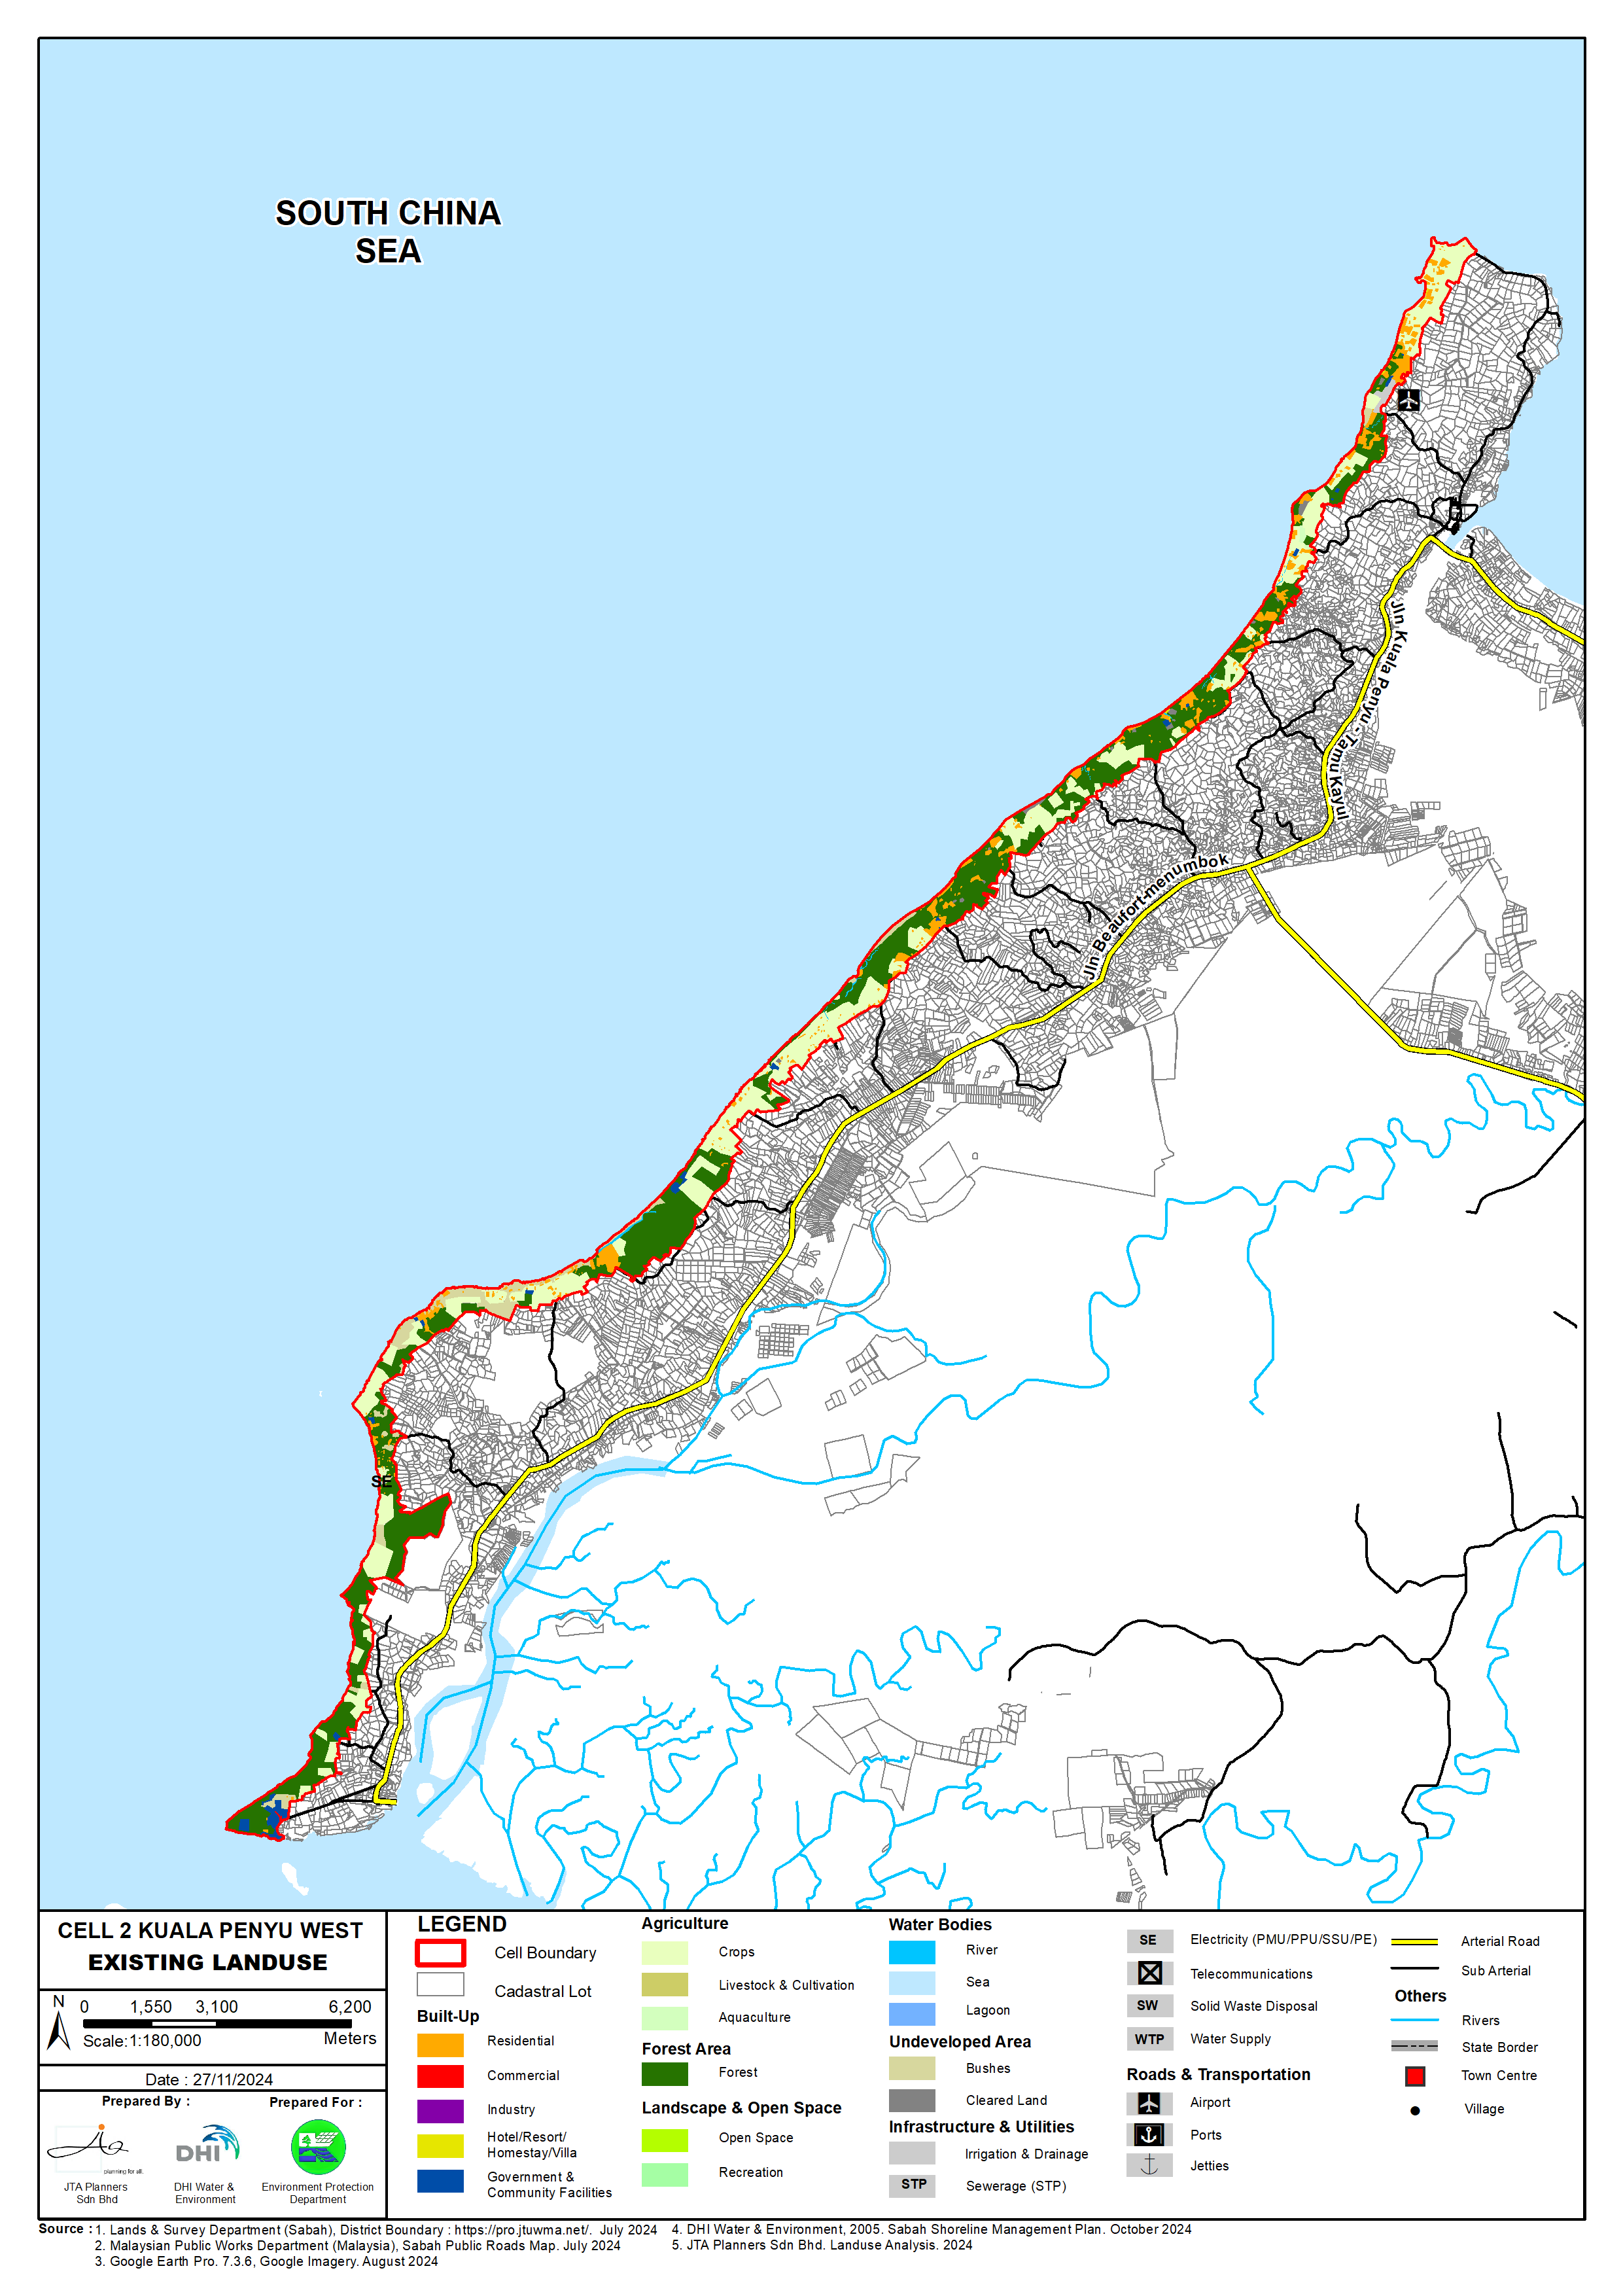 SOUTH CHINA
SEA
Jln Kuala Penyu - Tamu Kayul
Jln Beaufort-menumbok
SE
CELL 2 KUALA PENYU WEST
EXISTING LANDUSE
N
0 1,550 3,100 6,200
Scale:1:180,000 Meters
Date : 27/11/2024
Prepared By : Prepared For :
planning for all.
DHI
JTA Planners
Sdn Bhd
DHI Water &
Environment
Environment Protection
Department
LEGEND
Cell Boundary
Cadastral Lot
Built-Up
Residential
Commercial
Industry
Hotel/Resort/
Homestay/Villa
Government &
Community Facilities
Agriculture
Crops
Livestock & Cultivation
Aquaculture
Forest Area
Forest
Landscape & Open Space
Open Space
Recreation
Water Bodies
River
Sea
Lagoon
Undeveloped Area
Bushes
Cleared Land
Infrastructure & Utilities
Irrigation & Drainage
STP Sewerage (STP)
SE Electricity (PMU/PPU/SSU/PE)
Telecommunications
SW Solid Waste Disposal
WTP Water Supply
Roads & Transportation
Airport
Ports
Jetties
Arterial Road
Sub Arterial
Others
Rivers
State Border
Town Centre
Village
Source : 1. Lands & Survey Department (Sabah), District Boundary : https://pro.jtuwma.net/. July 2024
2. Malaysian Public Works Department (Malaysia), Sabah Public Roads Map. July 2024
3. Google Earth Pro. 7.3.6, Google Imagery. August 2024
4. DHI Water & Environment, 2005. Sabah Shoreline Management Plan. October 2024
5. JTA Planners Sdn Bhd. Landuse Analysis. 2024